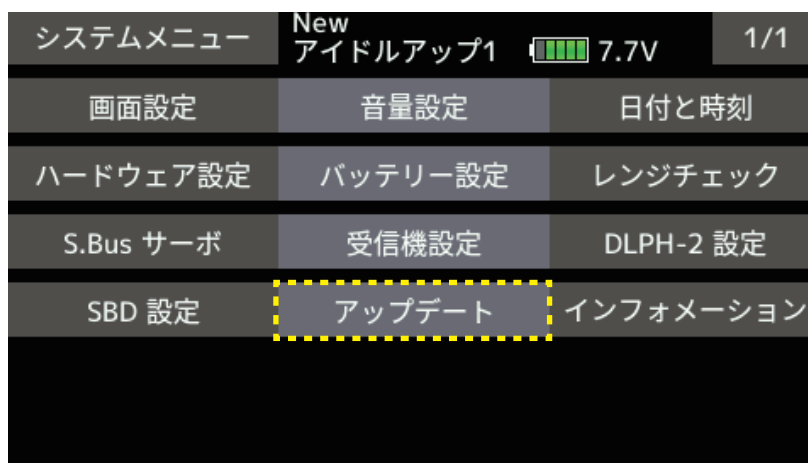 システムメニュー
New
アイドルアップ1
7.7V
1/1
画面設定
音量設定
日付と時刻
ハードウェア設定
バッテリー設定
レンジチェック
S.Bus サーボ
受信機設定
DLPH-2 設定
SBD 設定
アップデート
インフォメーション